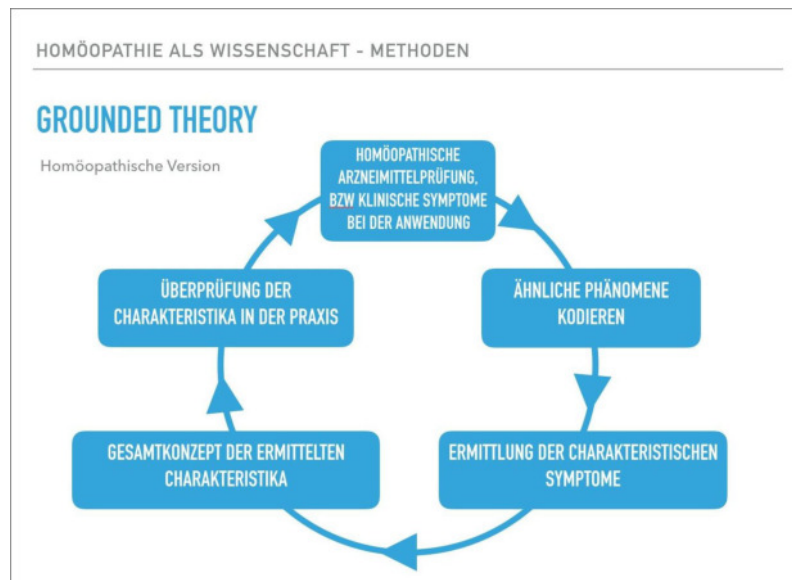 HOMÖOPATHIE ALS WISSENSCHAFT - METHODEN
GROUNDED THEORY
Homöopathische Version
HOMÖOPATHISCHE
ARZNEIMITTELPRÜFUNG,
BZW KLINISCHE SYMPTOME
BEI DER ANWENDUNG
ÄHNLICHE PHÄNOMENE
KODIEREN
ERMITTLUNG DER CHARAKTERISTISCHEN
SYMPTOME
GESAMTKONZEPT DER ERMITTELTEN
CHARAKTERISTIKA
ÜBERPRÜFUNG DER
CHARAKTERISTIKA IN DER PRAXIS